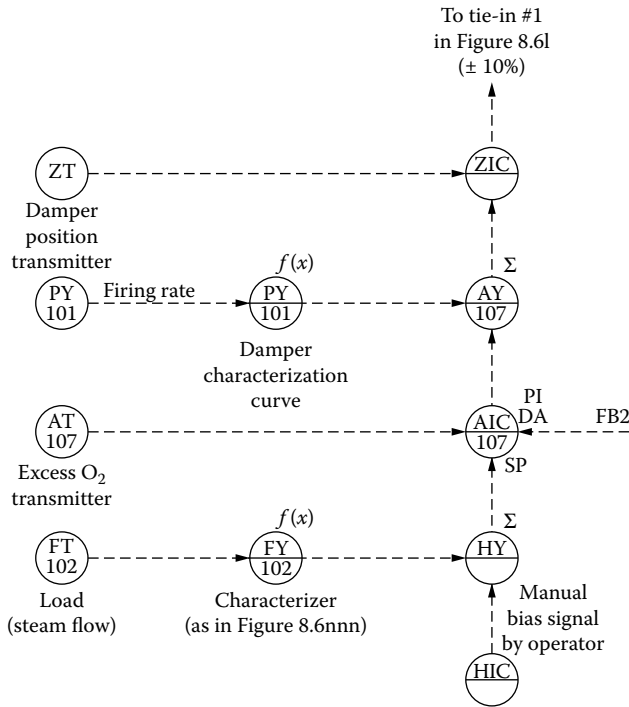 To tie-in #1
in Figure 8.6l
(± 10%)
ZT
ZIC
Damper
position
transmitter
f(x)
Σ
PY
101
Firing rate
PY
101
AY
107
Damper
characterization
curve
PI
DA
FB2
AT
107
AIC
107
SP
Excess O₂
transmitter
f(x)
Σ
FT
102
FY
102
HY
Load
(steam flow)
Characterizer
(as in Figure 8.6nnn)
Manual
bias signal
by operator
HIC